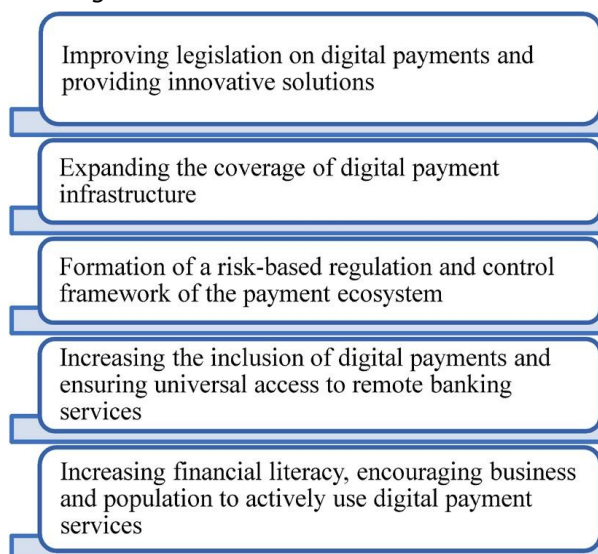 Improving legislation on digital payments and
providing innovative solutions
Expanding the coverage of digital payment
infrastructure
Formation of a risk-based regulation and control
framework of the payment ecosystem
Increasing the inclusion of digital payments and
ensuring universal access to remote banking
services
Increasing financial literacy, encouraging business
and population to actively use digital payment
services